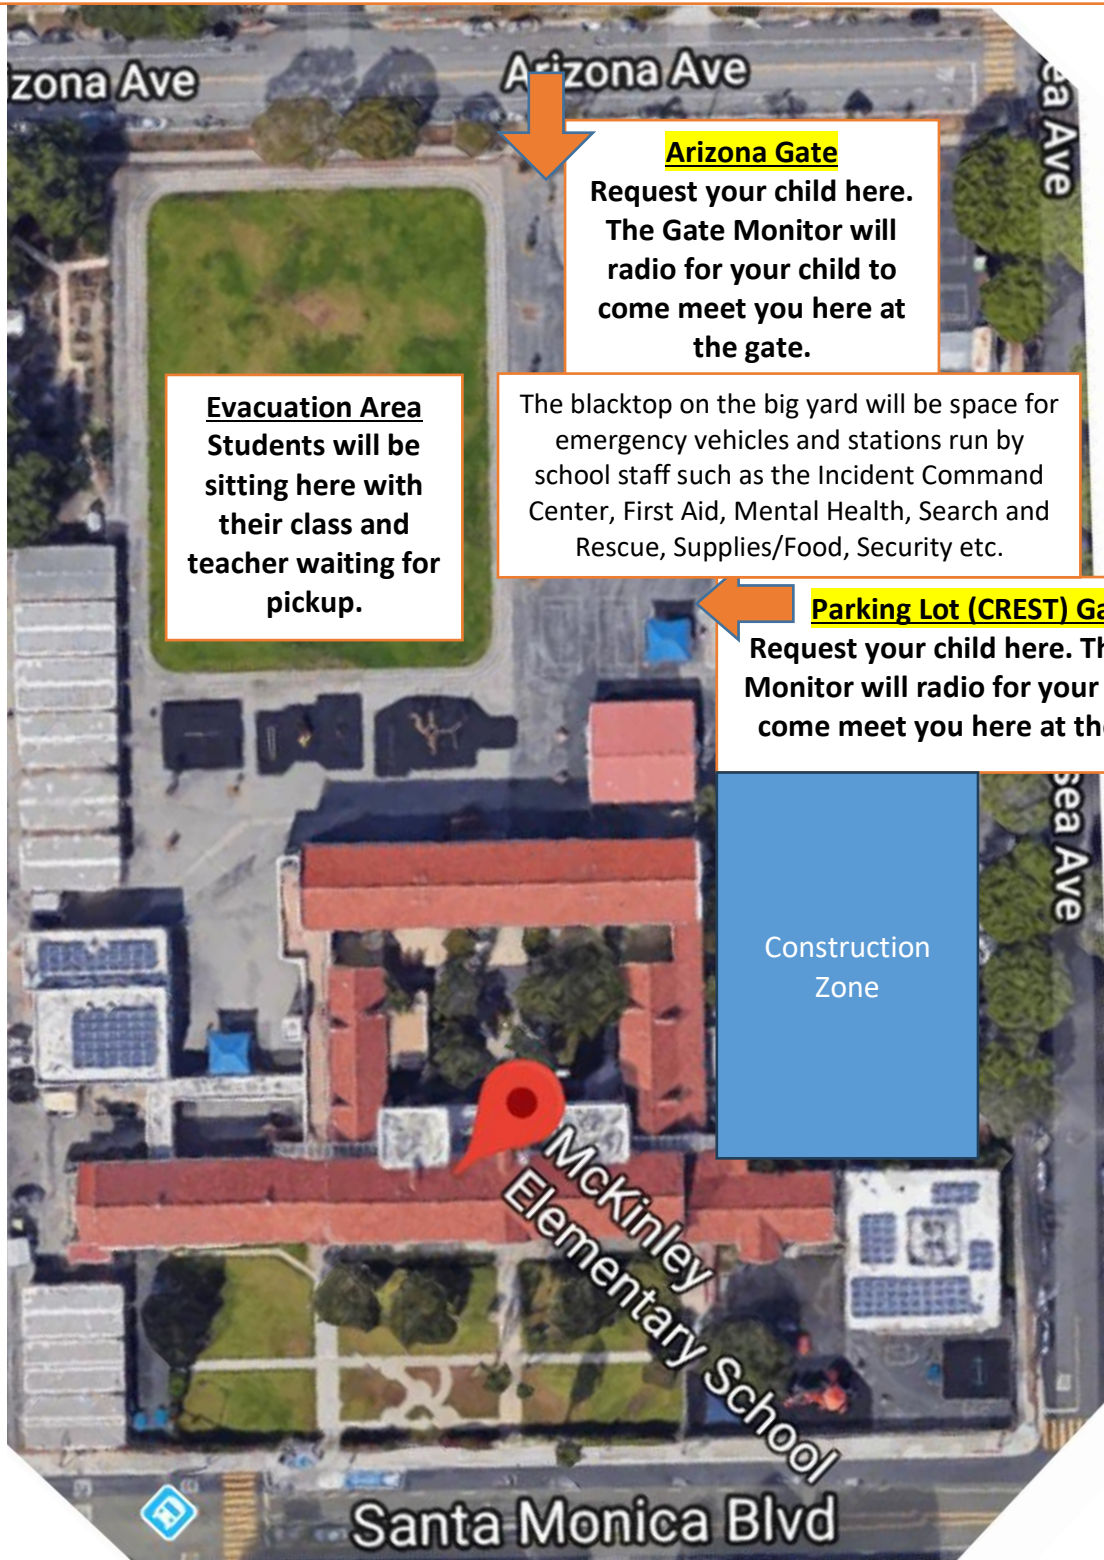 zona Ave
Arizona Ave
ea Ave
Arizona Gate
Request your child here.
The Gate Monitor will
radio for your child to
come meet you here at
the gate.
Evacuation Area
Students will be
sitting here with
their class and
teacher waiting for
pickup.
The blacktop on the big yard will be space for
emergency vehicles and stations run by
school staff such as the Incident Command
Center, First Aid, Mental Health, Search and
Rescue, Supplies/Food, Security etc.
Parking Lot (CREST) Ga
Request your child here. Th
Monitor will radio for your
come meet you here at the
sea Ave
Construction
Zone
McKinley
Elementary School
Santa Monica Blvd